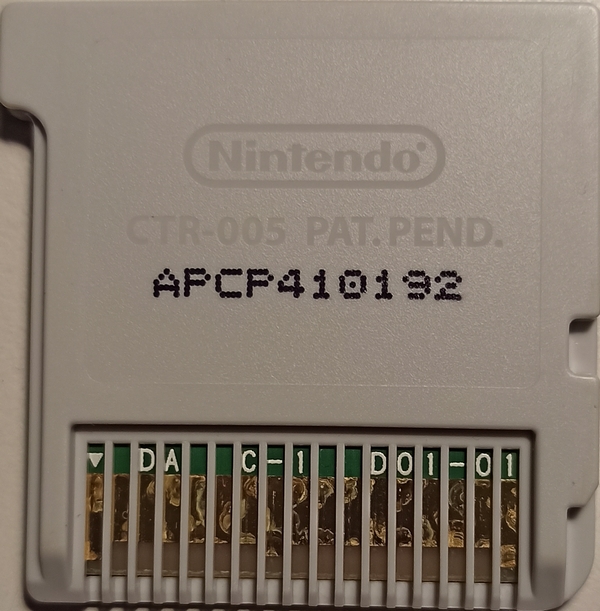 Nintendo®
CTR-005 PAT. PEND.
APCP410192
DA C-1 D01-01